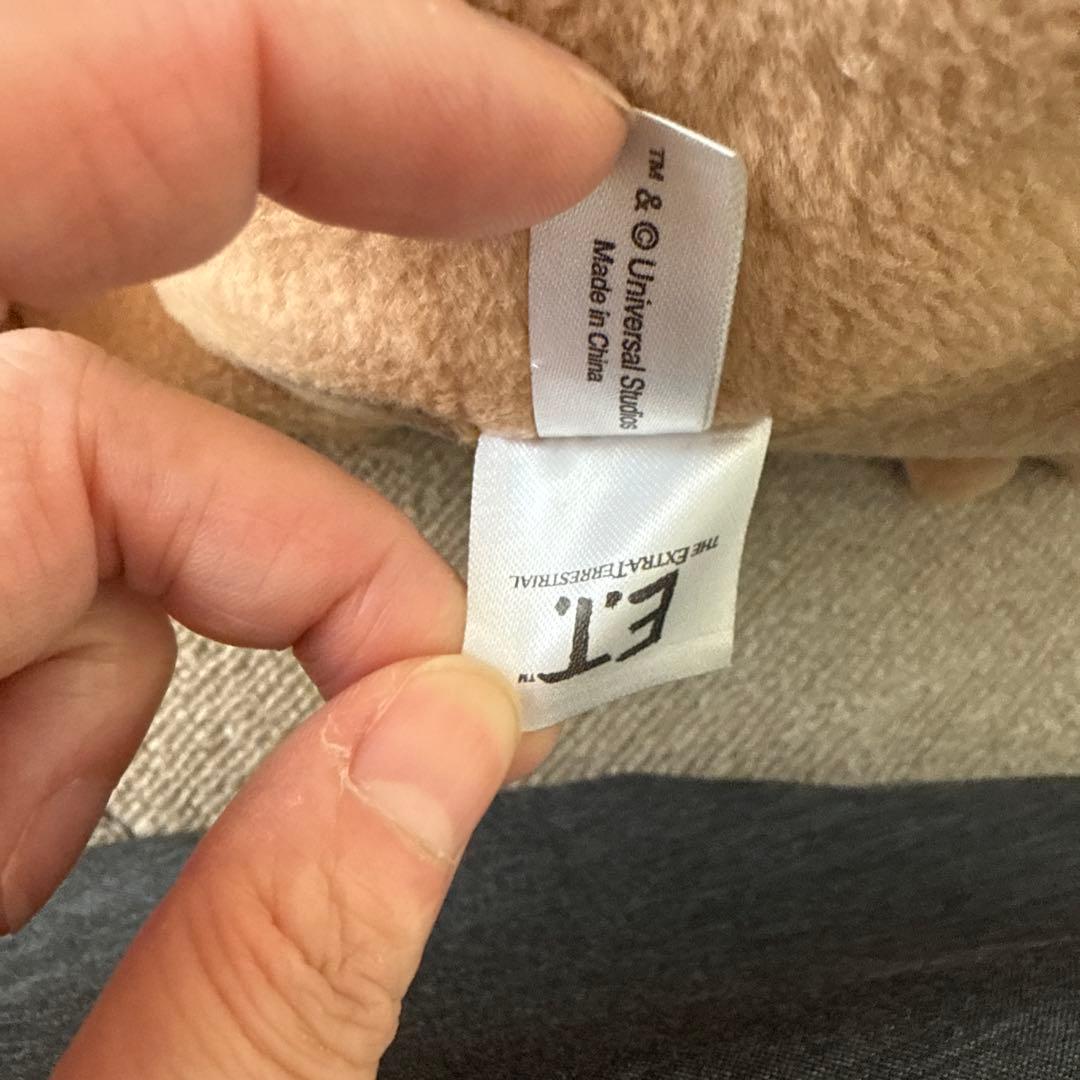 ™ & © Universal Studios
Made in China
E.T.™
THE EXTRA-TERRESTRIAL